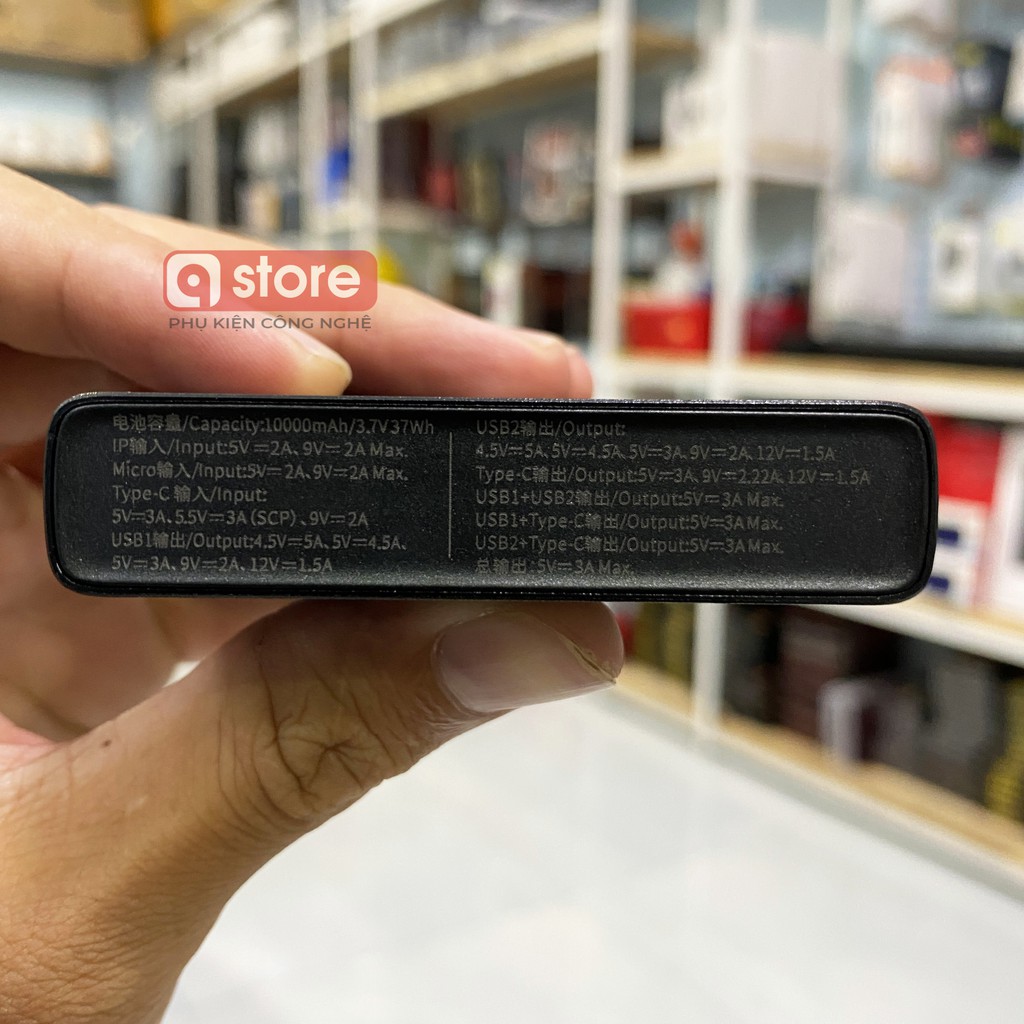 a store
PHỤ KIỆN CÔNG NGHỆ
电池容量/Capacity:10000mAh/3.7V 37Wh
IP输入/Input:5V⎓2A、9V⎓2A Max.
Micro输入/Input:5V⎓2A、9V⎓2A Max.
Type-C 输入/Input:
5V⎓3A、5.5V⎓3A(SCP)、9V⎓2A
USB1输出/Output:4.5V⎓5A、5V⎓4.5A、
5V⎓3A、9V⎓2A、12V⎓1.5A
USB2输出/Output:
4.5V⎓5A、5V⎓4.5A、5V⎓3A、9V⎓2A、12V⎓1.5A
Type-C输出/Output:5V⎓3A、9V⎓2.22A、12V⎓1.5A
USB1+USB2输出/Output:5V⎓3A Max.
USB1+Type-C输出/Output:5V⎓3A Max.
USB2+Type-C输出/Output:5V⎓3A Max.
总输出: 5V⎓3A Max.